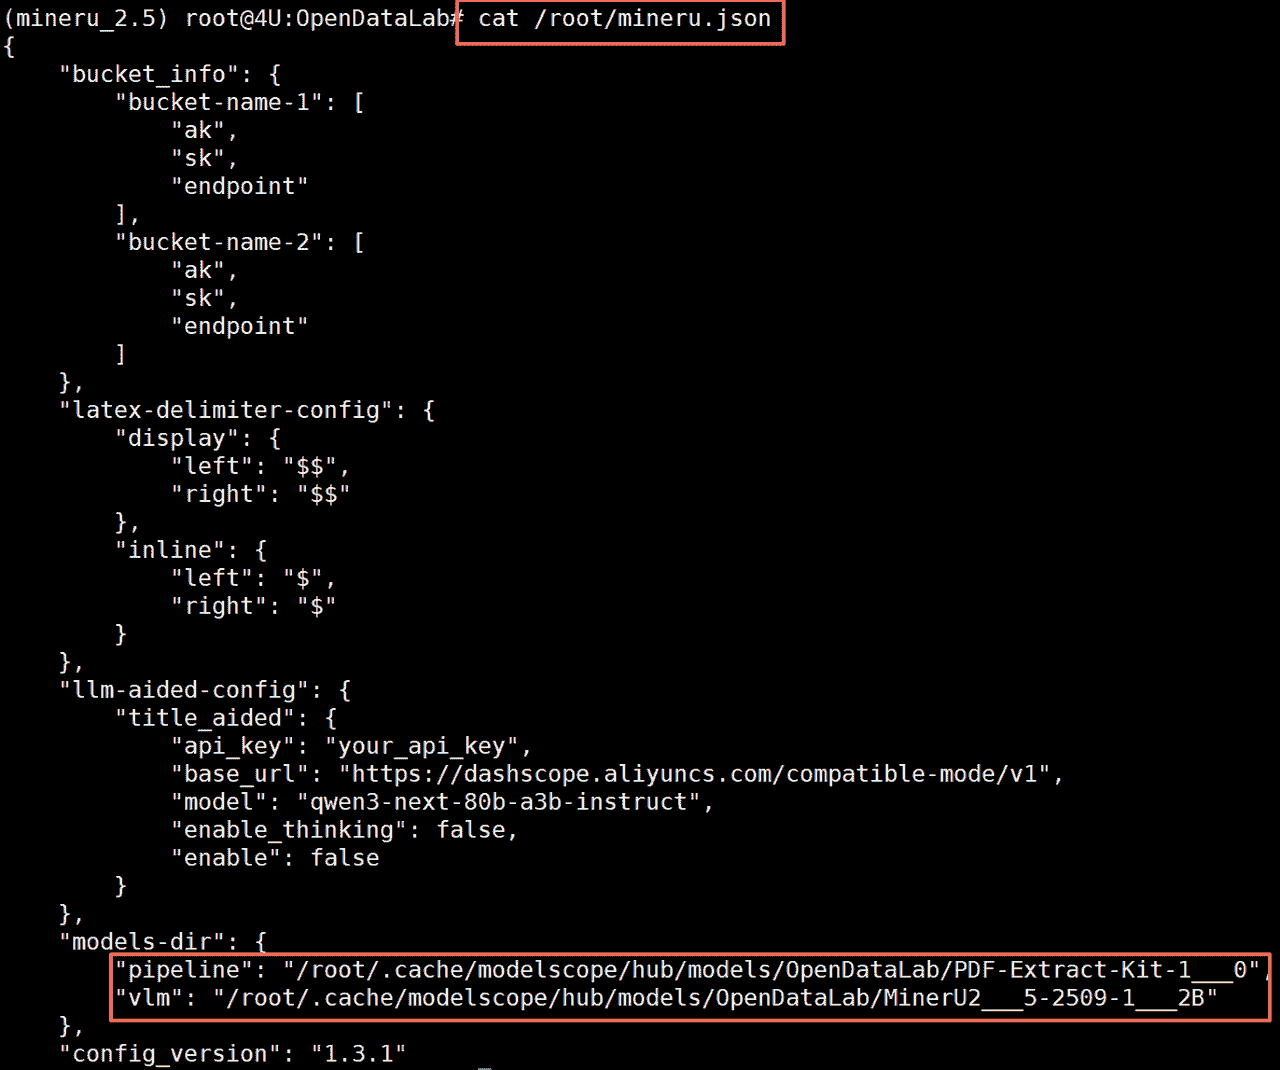 (mineru_2.5) root@4U:OpenDataLab# cat /root/mineru.json
{
    "bucket_info": {
        "bucket-name-1": [
            "ak",
            "sk",
            "endpoint"
        ],
        "bucket-name-2": [
            "ak",
            "sk",
            "endpoint"
        ]
    },
    "latex-delimiter-config": {
        "display": {
            "left": "$$",
            "right": "$$"
        },
        "inline": {
            "left": "$",
            "right": "$"
        }
    },
    "llm-aided-config": {
        "title_aided": {
            "api_key": "your_api_key",
            "base_url": "https://dashscope.aliyuncs.com/compatible-mode/v1",
            "model": "qwen3-next-80b-a3b-instruct",
            "enable_thinking": false,
            "enable": false
        }
    },
    "models-dir": {
        "pipeline": "/root/.cache/modelscope/hub/models/OpenDataLab/PDF-Extract-Kit-1___0",
        "vlm": "/root/.cache/modelscope/hub/models/OpenDataLab/MinerU2___5-2509-1___2B"
    },
    "config_version": "1.3.1"